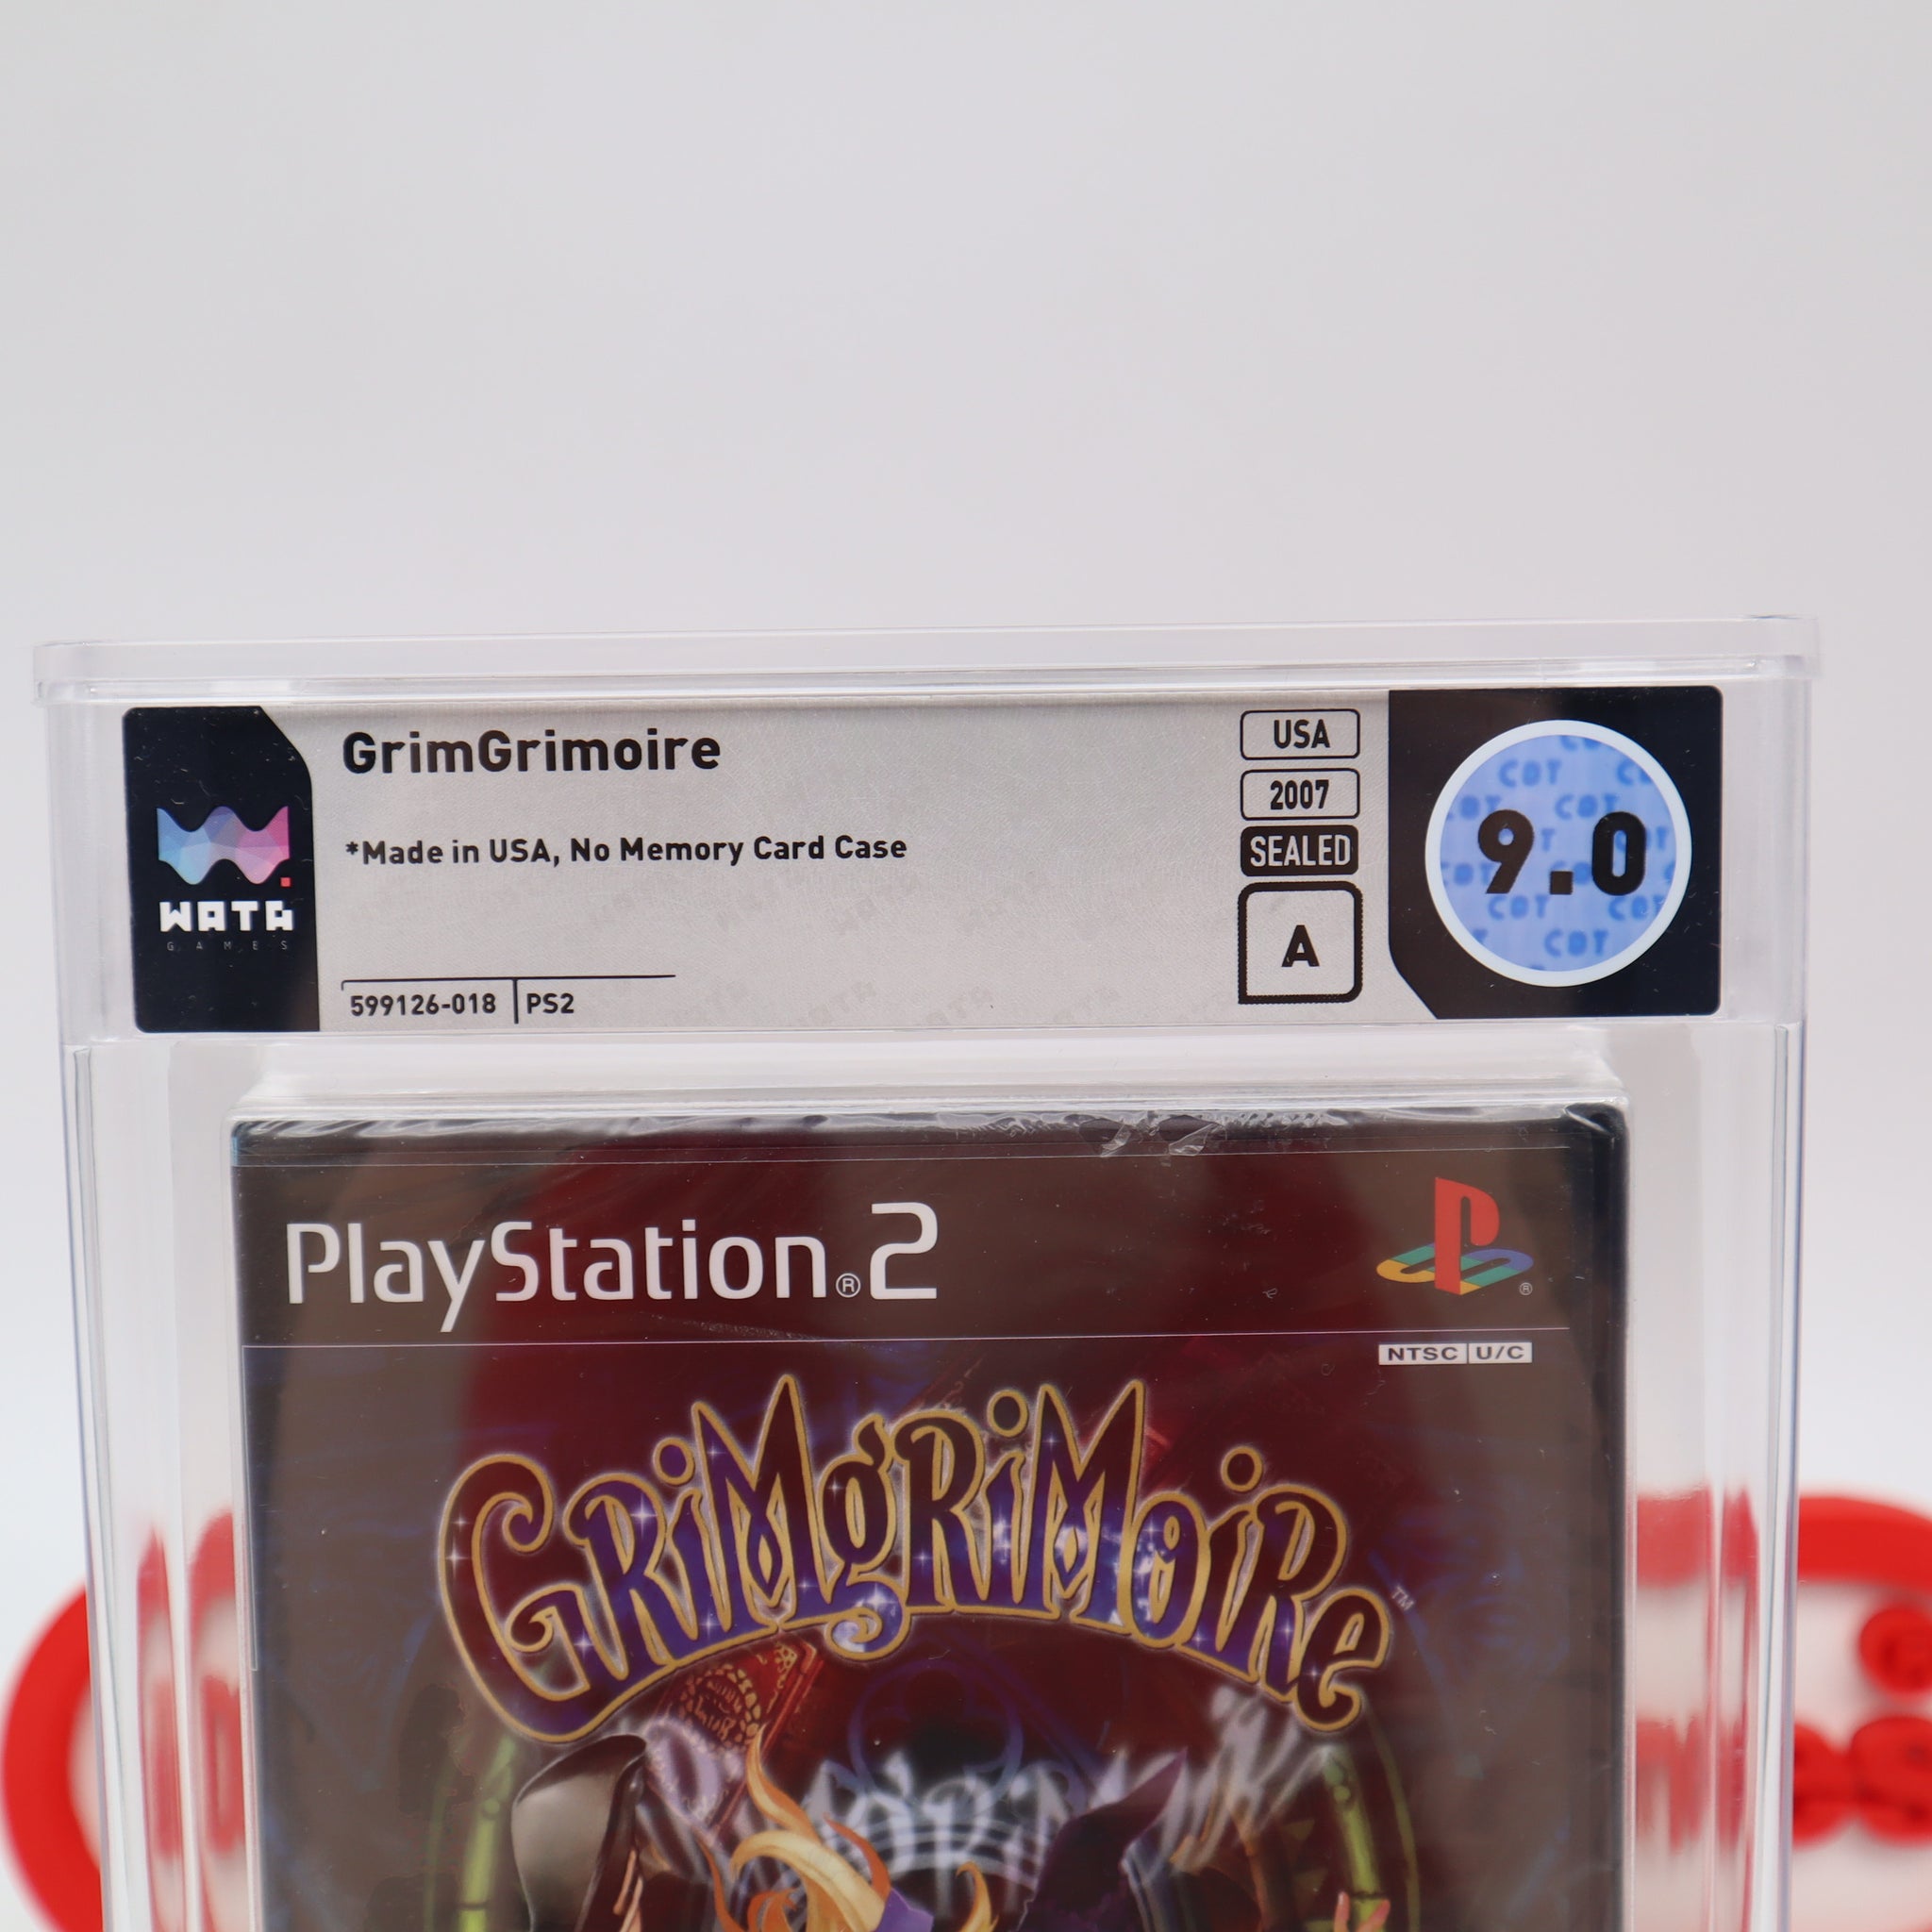 GrimGrimoire
*Made in USA, No Memory Card Case
599126-018 PS2
WATA
GAMES
USA
2007
SEALED
A
9.0
PlayStation®2
®
NTSC U/C
GRiMgRiMoiRe™